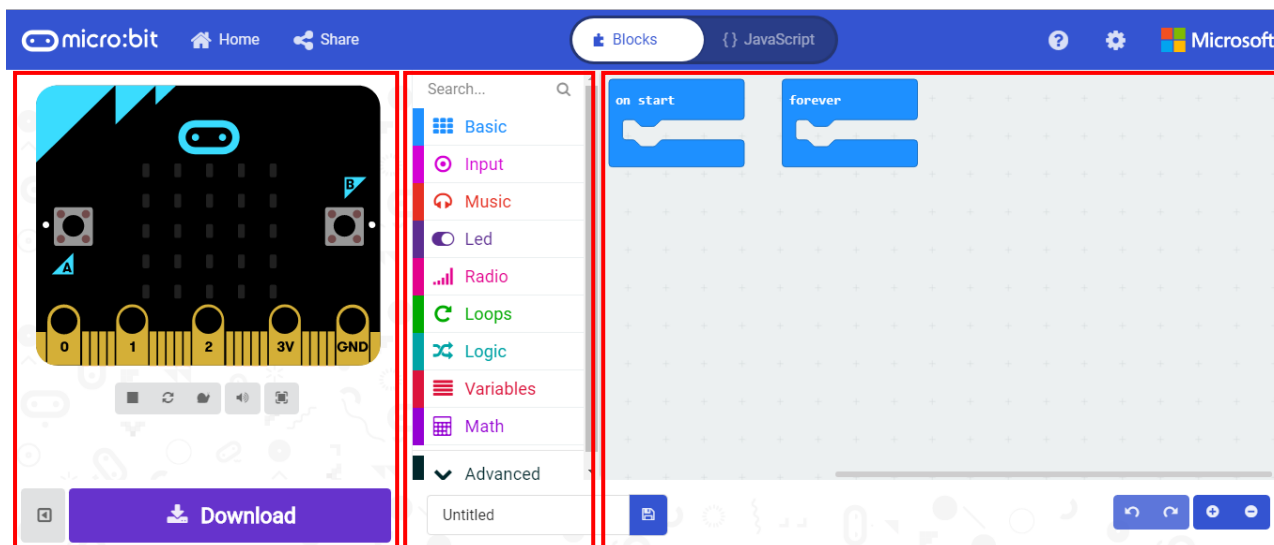 micro:bit Home Share Blocks {} JavaScript ? Microsoft
B
A
0 1 2 3V GND
Download
Search...
Basic
Input
Music
Led
Radio
Loops
Logic
Variables
Math
Advanced
Untitled
on start
forever